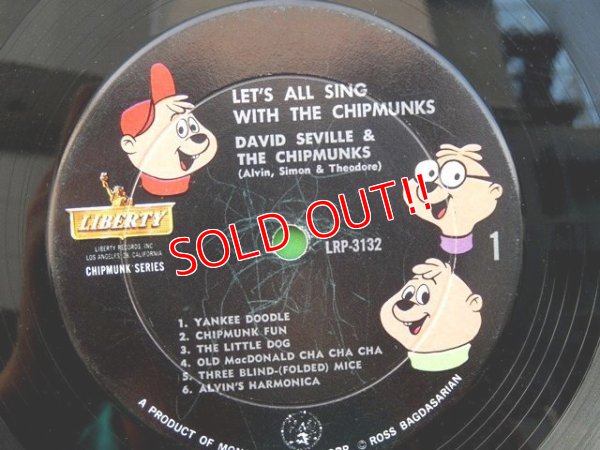 LET'S ALL SING
WITH THE CHIPMUNKS
DAVID SEVILLE &
THE CHIPMUNKS
(Alvin, Simon & Theodore)
SOLD OUT!!
LIBERTY
LIBERTY RECORDS, INC.
LOS ANGELES 28, CALIFORNIA
CHIPMUNK SERIES
LRP-3132
1
1. YANKEE DOODLE
2. CHIPMUNK FUN
3. THE LITTLE DOG
4. OLD MacDONALD CHA CHA CHA
5. THREE BLIND-(FOLDED) MICE
6. ALVIN'S HARMONICA
A PRODUCT OF MON
© ROSS BAGDASARIAN